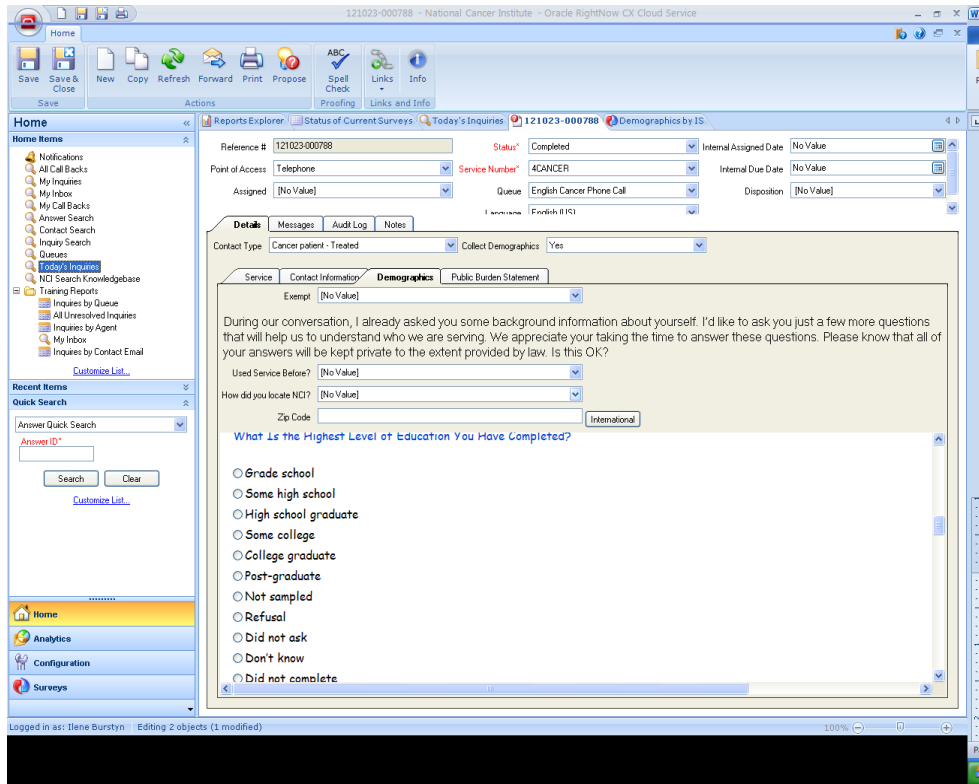 121023-000788 - National Cancer Institute - Oracle RightNow CX Cloud Service
Home
Save
Save & Close
New
Copy
Refresh
Forward
Print
Propose
ABC
Spell Check
Links
Info
Save
Actions
Proofing
Links and Info
Home
Home Items
Notifications
All Call Backs
My Inquiries
My Inbox
My Call Backs
Answer Search
Contact Search
Inquiry Search
Queues
Today's Inquiries
NCI Search Knowledgebase
Training Reports
Inquires by Queue
All Unresolved Inquiries
Inquiries by Agent
My Inbox
Inquires by Contact Email
Customize List...
Recent Items
Quick Search
Answer Quick Search
Answer ID*
Search
Clear
Customize List...
Home
Analytics
Configuration
Surveys
Reports Explorer
Status of Current Surveys
Today's Inquiries
121023-000788
Demographics by IS
Reference # 121023-000788
Status* Completed
Internal Assigned Date No Value
Point of Access Telephone
Service Number* 4CANCER
Internal Due Date No Value
Assigned [No Value]
Queue English Cancer Phone Call
Disposition [No Value]
Language English (US)
Details
Messages
Audit Log
Notes
Contact Type Cancer patient - Treated
Collect Demographics Yes
Service
Contact Information
Demographics
Public Burden Statement
Exempt [No Value]
During our conversation, I already asked you some background information about yourself. I'd like to ask you just a few more questions
that will help us to understand who we are serving. We appreciate your taking the time to answer these questions. Please know that all of
your answers will be kept private to the extent provided by law. Is this OK?
Used Service Before? [No Value]
How did you locate NCI? [No Value]
Zip Code
International
What Is the Highest Level of Education You Have Completed?
Grade school
Some high school
High school graduate
Some college
College graduate
Post-graduate
Not sampled
Refusal
Did not ask
Don't know
Did not complete
Logged in as: Ilene Burstyn
Editing 2 objects (1 modified)
100%